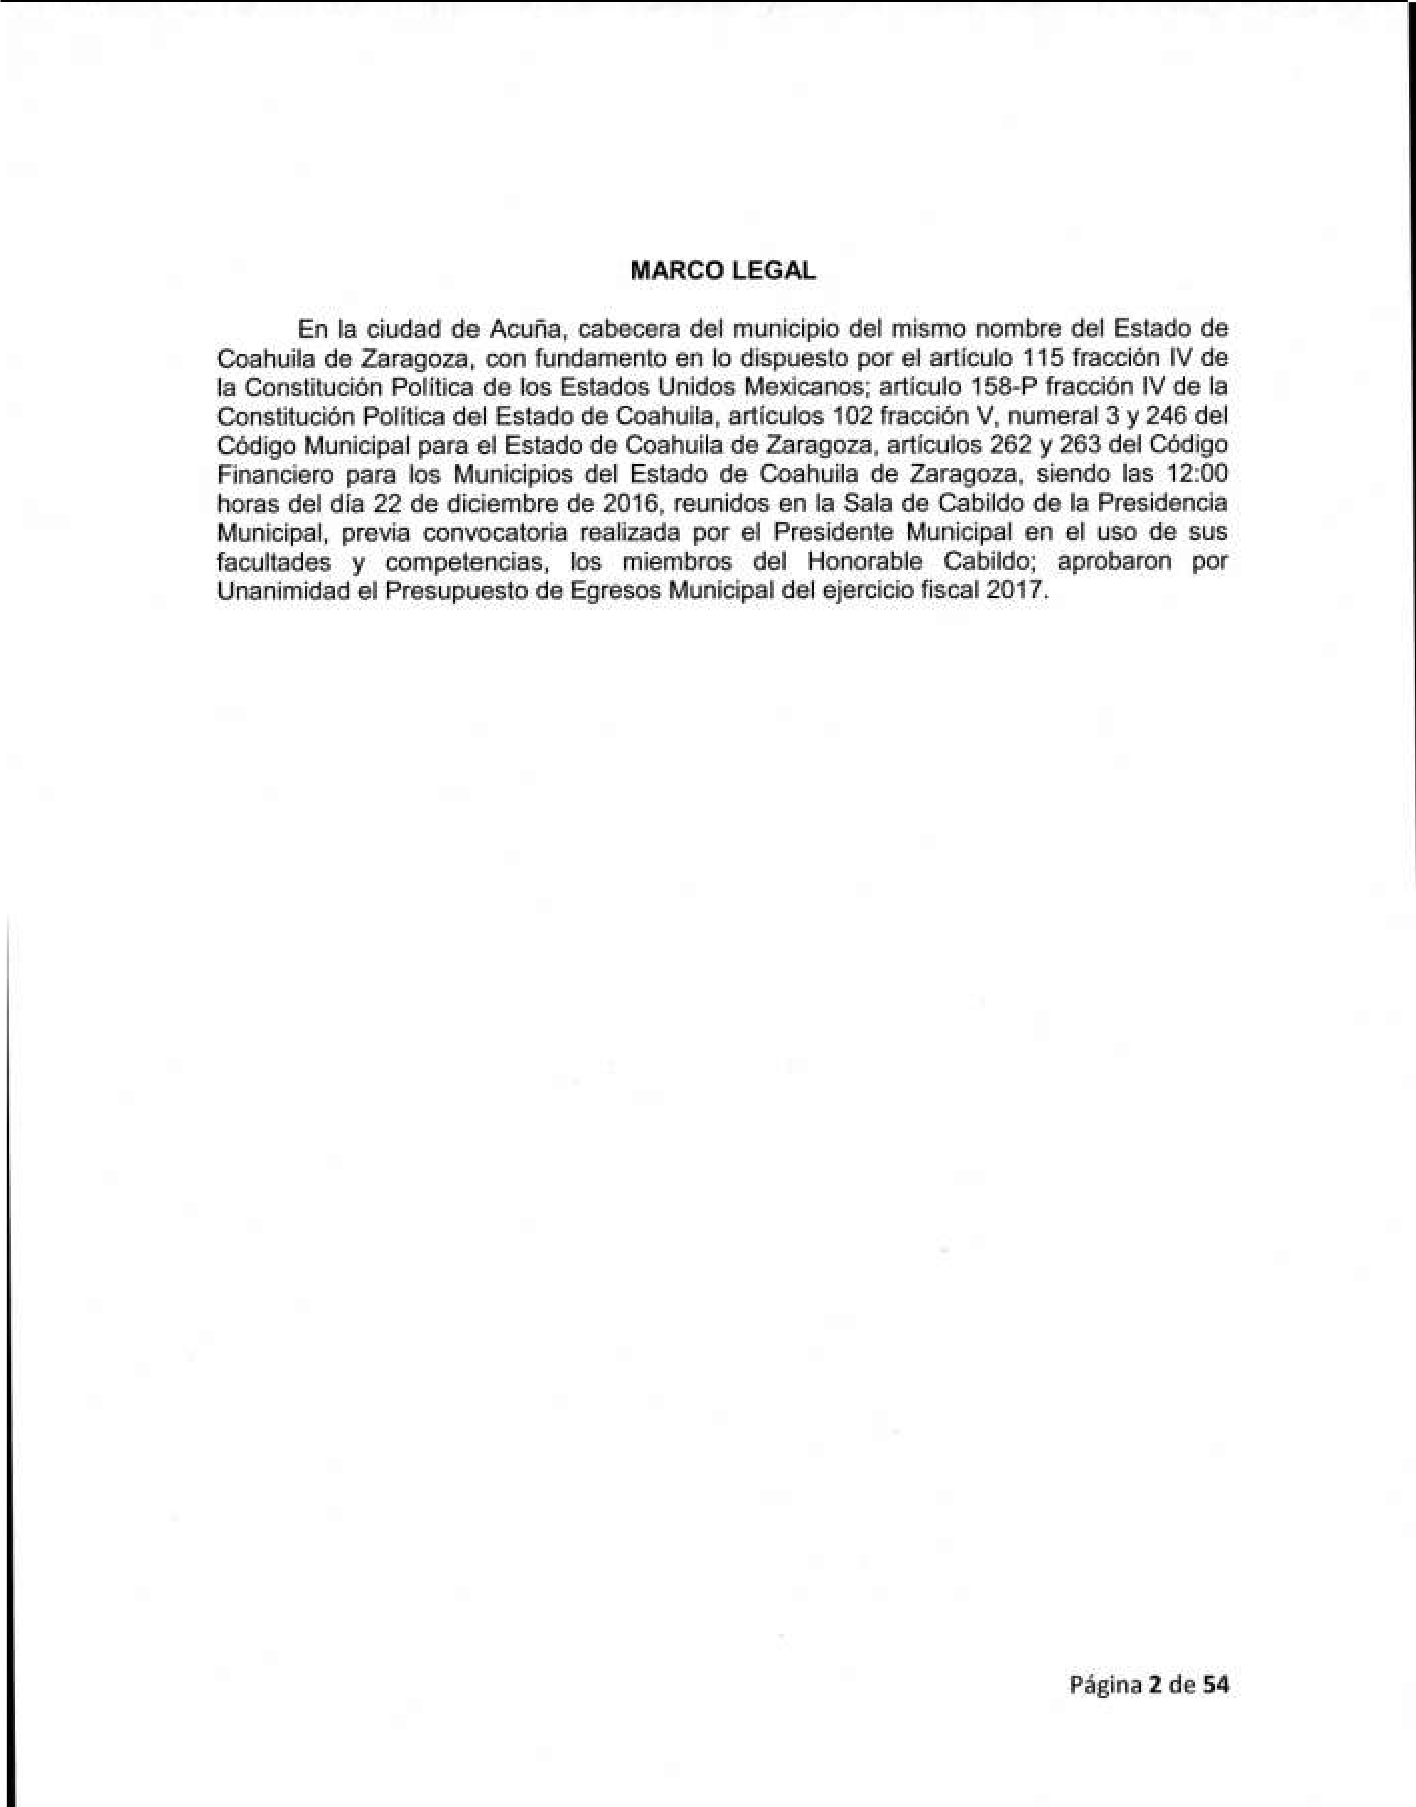 MARCO LEGAL
En la ciudad de Acuña, cabecera del municipio del mismo nombre del Estado de
Coahuila de Zaragoza, con fundamento en lo dispuesto por el artículo 115 fracción IV de
la Constitución Política de los Estados Unidos Mexicanos; artículo 158-P fracción IV de la
Constitución Política del Estado de Coahuila, artículos 102 fracción V, numeral 3 y 246 del
Código Municipal para el Estado de Coahuila de Zaragoza, artículos 262 y 263 del Código
Financiero para los Municipios del Estado de Coahuila de Zaragoza, siendo las 12:00
horas del día 22 de diciembre de 2016, reunidos en la Sala de Cabildo de la Presidencia
Municipal, previa convocatoria realizada por el Presidente Municipal en el uso de sus
facultades y competencias, los miembros del Honorable Cabildo; aprobaron por
Unanimidad el Presupuesto de Egresos Municipal del ejercicio fiscal 2017.
Página 2 de 54